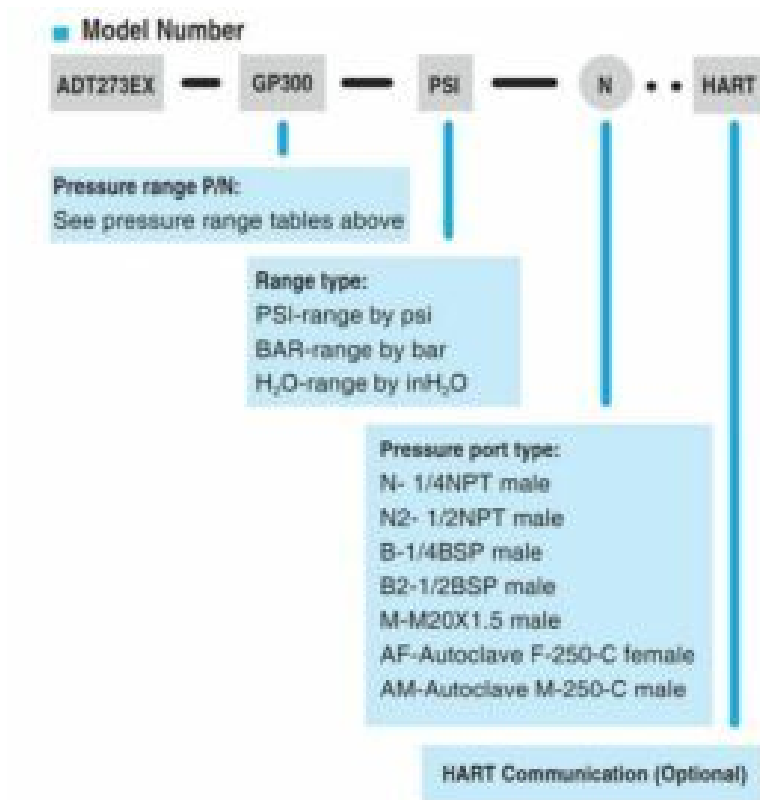 Model Number
ADT273EX — GP300 — PSI — N • • HART
Pressure range P/N:
See pressure range tables above
Range type:
PSI-range by psi
BAR-range by bar
H₂O-range by inH₂O
Pressure port type:
N- 1/4NPT male
N2- 1/2NPT male
B-1/4BSP male
B2-1/2BSP male
M-M20X1.5 male
AF-Autoclave F-250-C female
AM-Autoclave M-250-C male
HART Communication (Optional)